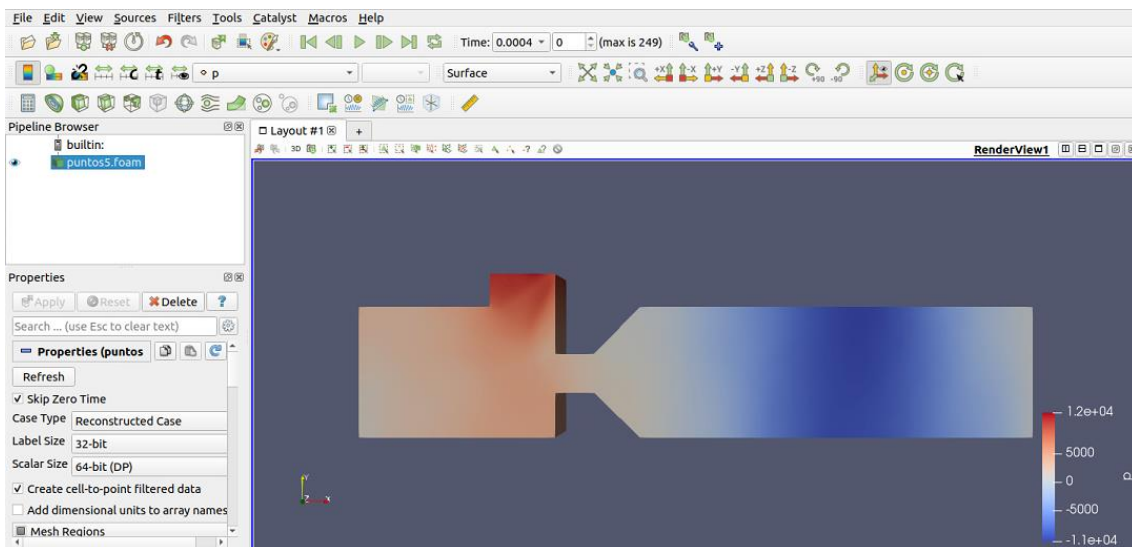 File Edit View Sources Filters Tools Catalyst Macros Help
Time: 0.0004 0 (max is 249)
p Surface
+X -X +Y -Y +Z -Z +90 -90
Pipeline Browser
builtin:
puntos5.foam
Layout #1 +
3D RenderView1
Properties
Apply Reset Delete ?
Search ... (use Esc to clear text)
Properties (puntos
Refresh
Skip Zero Time
Case Type Reconstructed Case
Label Size 32-bit
Scalar Size 64-bit (DP)
Create cell-to-point filtered data
Add dimensional units to array names
Mesh Regions
Y
Z X
1.2e+04
5000
0
p
-5000
-1.1e+04